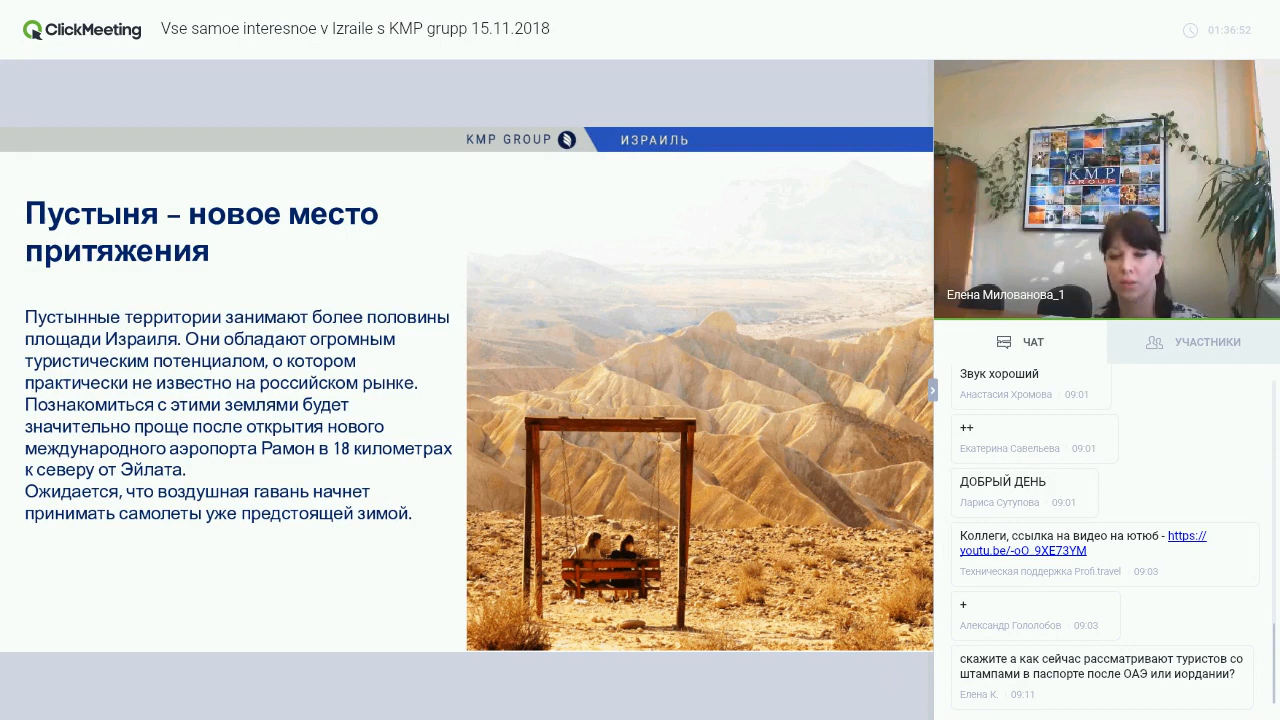 ClickMeeting
Vse samoe interesnoe v Izraile s KMP grupp 15.11.2018
01:36:52
KMP GROUP
ИЗРАИЛЬ
Пустыня – новое место
притяжения
Пустынные территории занимают более половины
площади Израиля. Они обладают огромным
туристическим потенциалом, о котором
практически не известно на российском рынке.
Познакомиться с этими землями будет
значительно проще после открытия нового
международного аэропорта Рамон в 18 километрах
к северу от Эйлата.
Ожидается, что воздушная гавань начнет
принимать самолеты уже предстоящей зимой.
KMP
GROUP
Елена Милованова_1
ЧАТ
УЧАСТНИКИ
Звук хороший
Анастасия Хромова · 09:01
++
Екатерина Савельева · 09:01
ДОБРЫЙ ДЕНЬ
Лариса Сутупова · 09:01
Коллеги, ссылка на видео на ютюб - https://
youtu.be/-oO_9XE73YM
Техническая поддержка Profi.travel · 09:03
+
Александр Гололобов · 09:03
скажите а как сейчас рассматривают туристов со
штампами в паспорте после ОАЭ или иордании?
Елена К. · 09:11